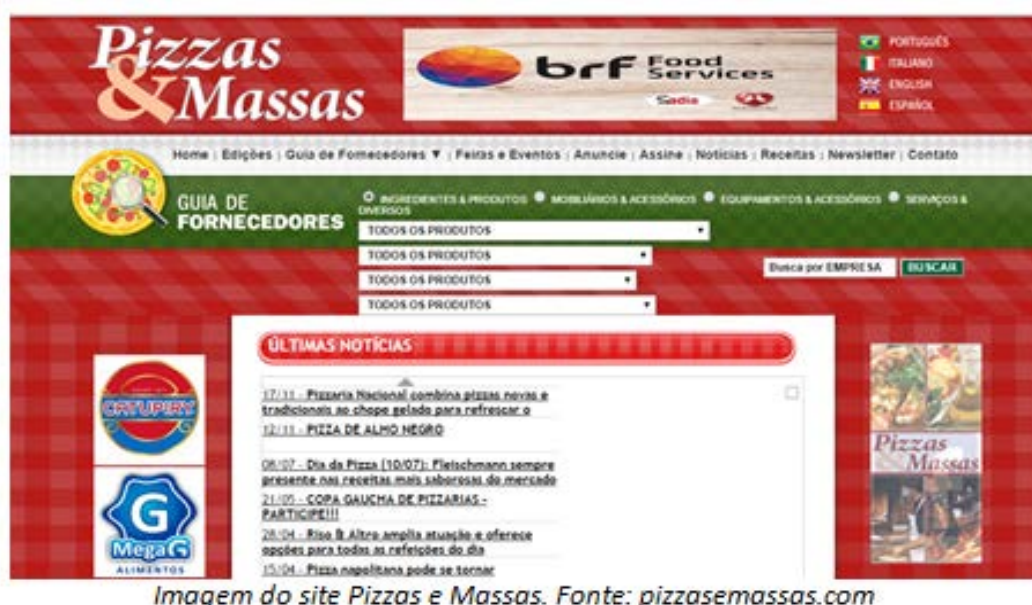 Pizzas
&Massas
brf Food
Services
Sadia
PORTUGUÊS
ITALIANO
ENGLISH
ESPAÑOL
Home | Edições | Guia de Fornecedores ▼ | Feiras e Eventos | Anuncie | Assine | Notícias | Receitas | Newsletter | Contato
GUIA DE
FORNECEDORES
INGREDIENTES & PRODUTOS MOBILIÁRIOS & ACESSÓRIOS EQUIPAMENTOS & ACESSÓRIOS SERVIÇOS &
DIVERSOS
TODOS OS PRODUTOS
TODOS OS PRODUTOS
TODOS OS PRODUTOS
TODOS OS PRODUTOS
Busca por EMPRESA BUSCAR
ÚLTIMAS NOTÍCIAS
17/11 - Pizzaria Nacional combina pizzas novas e
tradicionais ao chope gelado para refrescar o
12/11 - PIZZA DE ALHO NEGRO
08/07 - Dia da Pizza (10/07): Fleischmann sempre
presente nas receitas mais saborosas do mercado
21/05 - COPA GAUCHA DE PIZZARIAS -
PARTICIPE!!!
28/04 - Riso & Altro amplia atuação e oferece
opções para todas as refeições do dia
15/04 - Pizza napolitana pode se tornar
CATUPIRY
G
MegaG
ALIMENTOS
Pizzas
Massas
Imagem do site Pizzas e Massas. Fonte: pizzasemassas.com